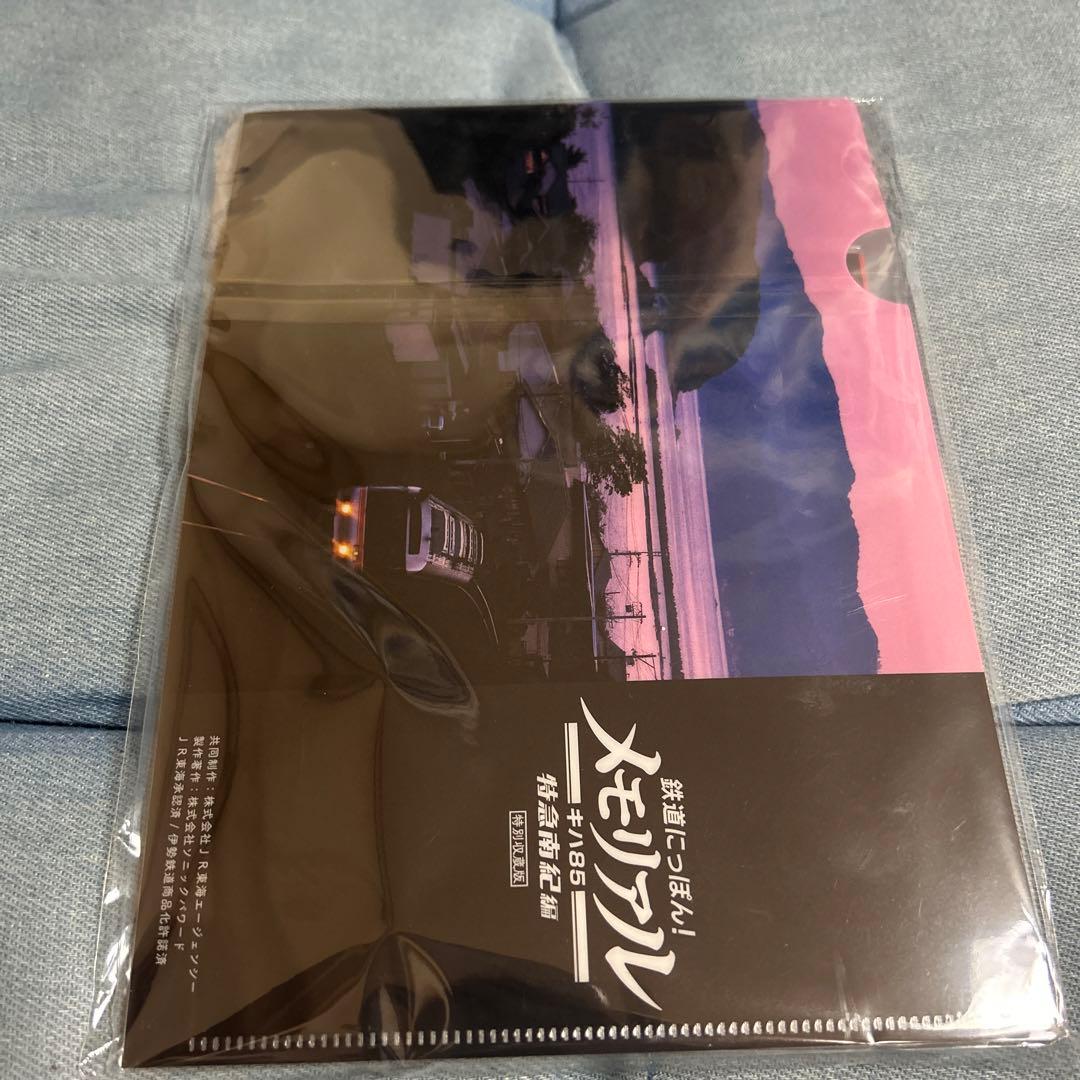 鉄道にっぽん!
メモリアル
キハ85
特急南紀編
特別収蔵版
共同制作:株式会社JR東海エージェンシー
製作著作:株式会社ソニックパワード
JR東海承認済/伊勢鉄道商品化許諾済